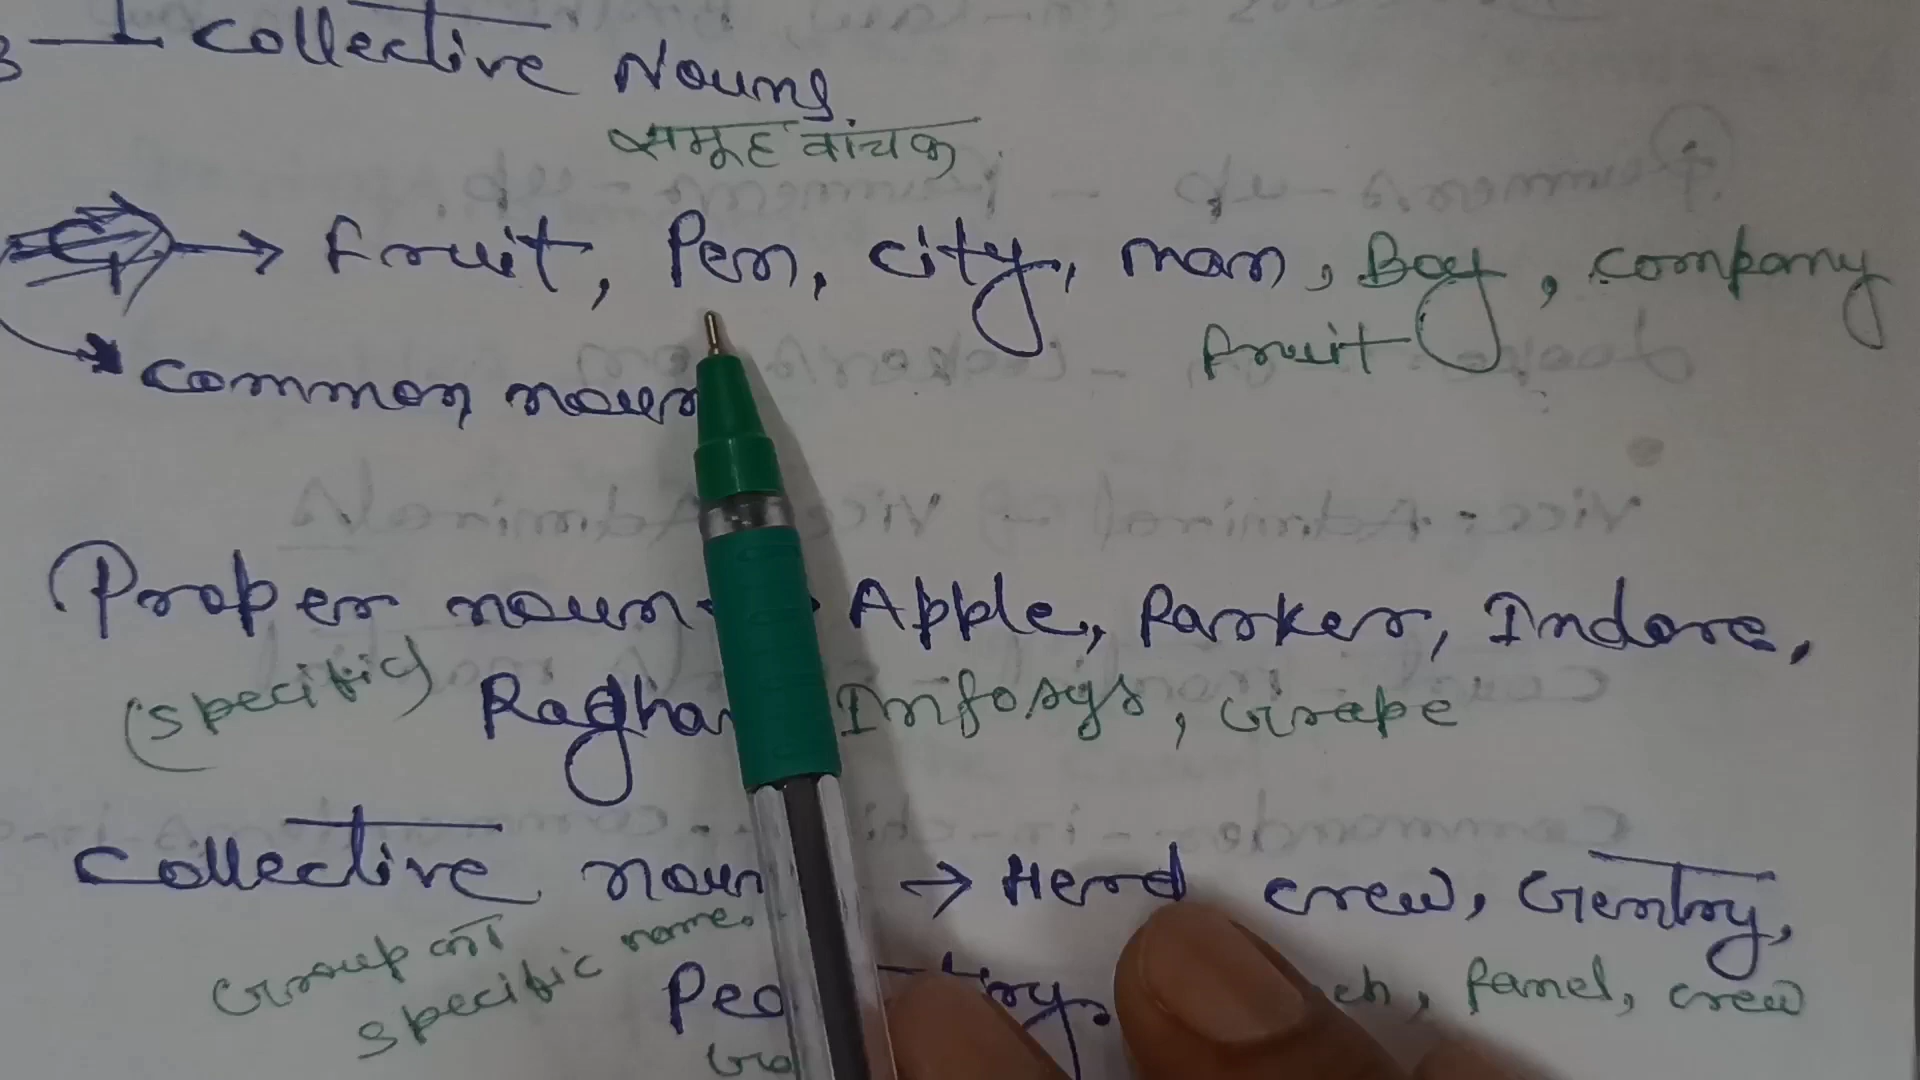 Collective Nouns
समूह वांचक
→ fruit, Pen, city, man, Boy, company
fruit
common noun
Proper noun Apple, Parker, Indore,
(specific) Infosys, Grape
Collective noun → Herd crew, Gentry,
Group का
specific name.
Panel, crew